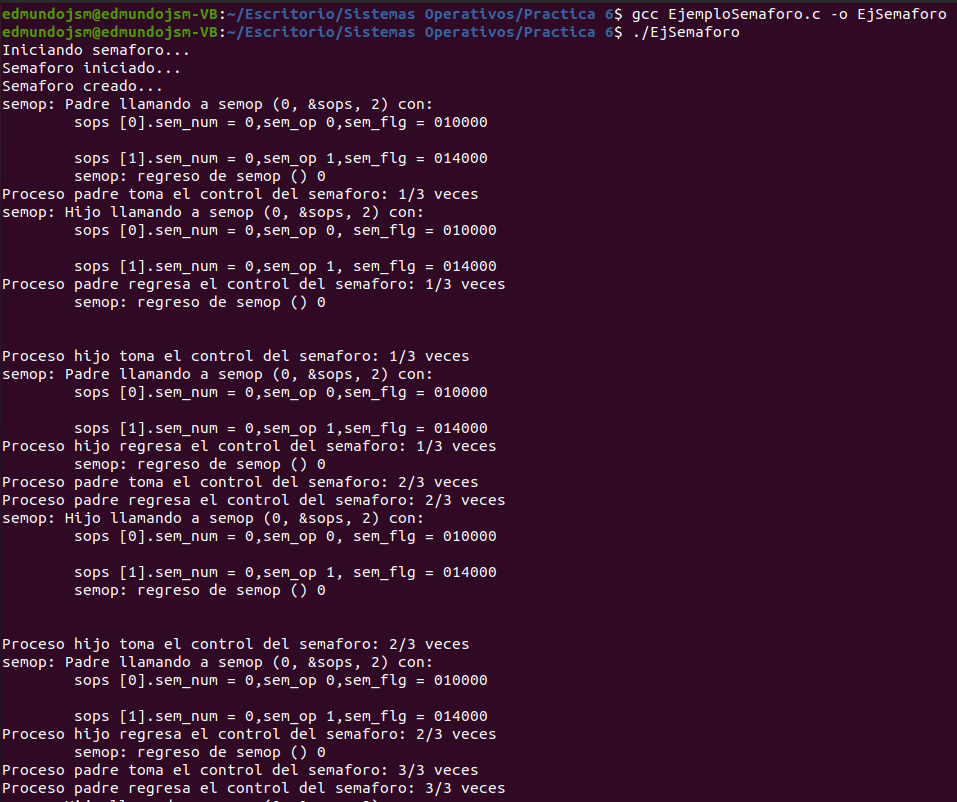 edmundojsm@edmundojsm-VB:~/Escritorio/Sistemas Operativos/Practica 6$ gcc EjemploSemaforo.c -o EjSemaforo
edmundojsm@edmundojsm-VB:~/Escritorio/Sistemas Operativos/Practica 6$ ./EjSemaforo
Iniciando semaforo...
Semaforo iniciado...
Semaforo creado...
semop: Padre llamando a semop (0, &sops, 2) con:
sops [0].sem_num = 0,sem_op 0,sem_flg = 010000
sops [1].sem_num = 0,sem_op 1,sem_flg = 014000
semop: regreso de semop () 0
Proceso padre toma el control del semaforo: 1/3 veces
semop: Hijo llamando a semop (0, &sops, 2) con:
sops [0].sem_num = 0,sem_op 0, sem_flg = 010000
sops [1].sem_num = 0,sem_op 1, sem_flg = 014000
Proceso padre regresa el control del semaforo: 1/3 veces
semop: regreso de semop () 0
Proceso hijo toma el control del semaforo: 1/3 veces
semop: Padre llamando a semop (0, &sops, 2) con:
sops [0].sem_num = 0,sem_op 0,sem_flg = 010000
sops [1].sem_num = 0,sem_op 1,sem_flg = 014000
Proceso hijo regresa el control del semaforo: 1/3 veces
semop: regreso de semop () 0
Proceso padre toma el control del semaforo: 2/3 veces
Proceso padre regresa el control del semaforo: 2/3 veces
semop: Hijo llamando a semop (0, &sops, 2) con:
sops [0].sem_num = 0,sem_op 0, sem_flg = 010000
sops [1].sem_num = 0,sem_op 1, sem_flg = 014000
semop: regreso de semop () 0
Proceso hijo toma el control del semaforo: 2/3 veces
semop: Padre llamando a semop (0, &sops, 2) con:
sops [0].sem_num = 0,sem_op 0,sem_flg = 010000
sops [1].sem_num = 0,sem_op 1,sem_flg = 014000
Proceso hijo regresa el control del semaforo: 2/3 veces
semop: regreso de semop () 0
Proceso padre toma el control del semaforo: 3/3 veces
Proceso padre regresa el control del semaforo: 3/3 veces